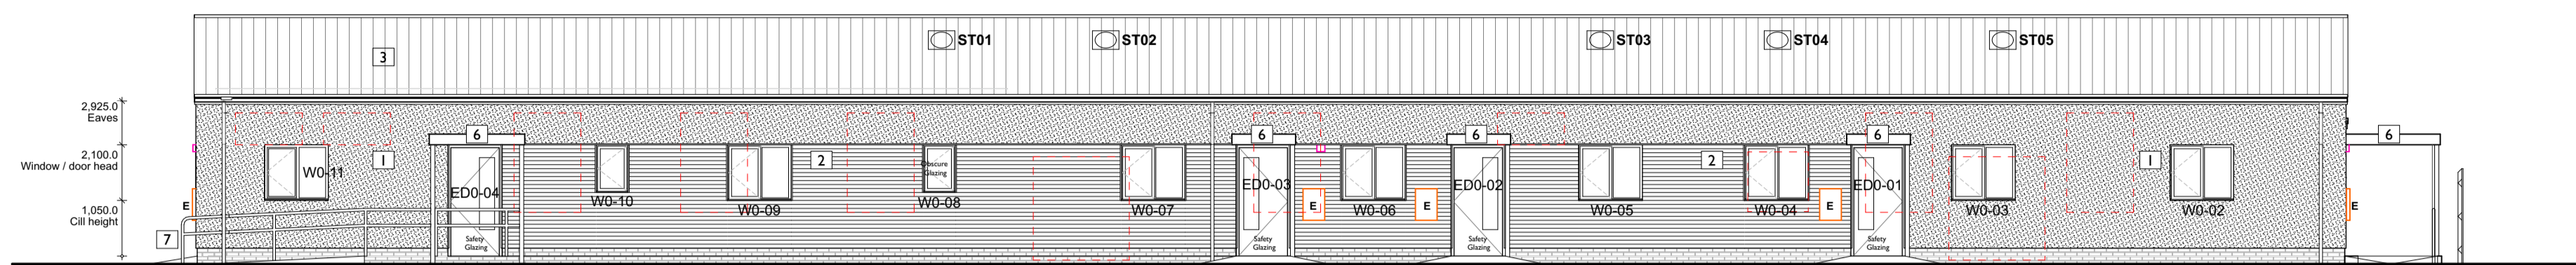 ST01
ST02
ST03
ST04
ST05
3
2,925.0
Eaves
6
6
6
6
6
2,100.0
Window / door head
1
2
2
1
W0-11
Obscure
Glazing
ED0-04
ED0-03
ED0-02
ED0-01
W0-10
W0-09
W0-08
W0-07
W0-06
W0-05
W0-04
W0-03
W0-02
E
E
E
E
E
1,050.0
Cill height
7
Safety
Glazing
Safety
Glazing
Safety
Glazing
Safety
Glazing